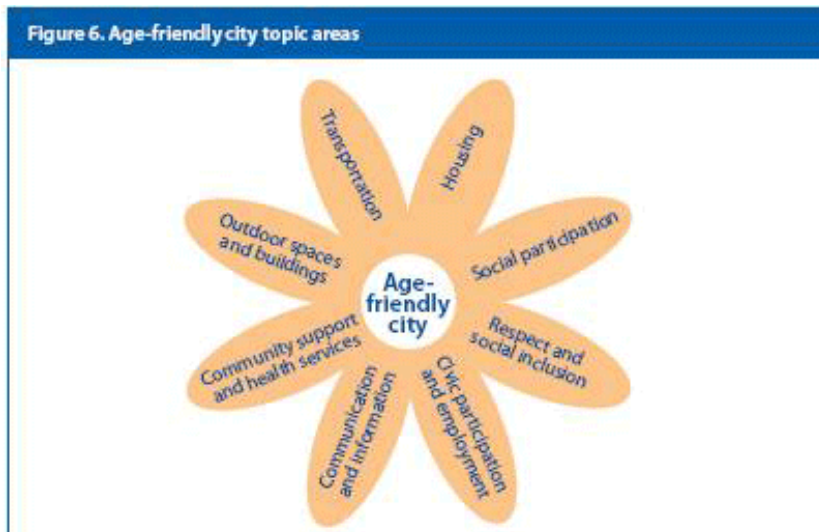 Figure 6. Age-friendly city topic areas
Transportation
Housing
Outdoor spaces
and buildings
Social participation
Age-
friendly
city
Community support
and health services
Respect and
social inclusion
Communication
and information
Civic participation
and employment